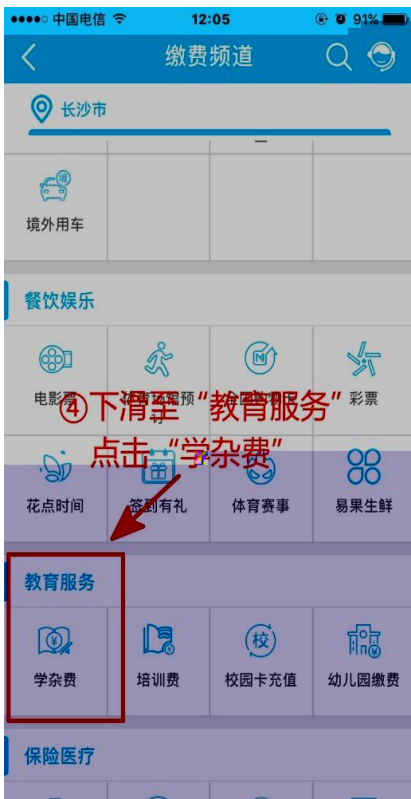 中国电信 12:05 91%
缴费频道
长沙市
境外用车
餐饮娱乐
电影票 彩票
④下滑至“教育服务”
点击“学杂费”
花点时间 签到有礼 体育赛事 易果生鲜
教育服务
学杂费 培训费 校园卡充值 幼儿园缴费
保险医疗